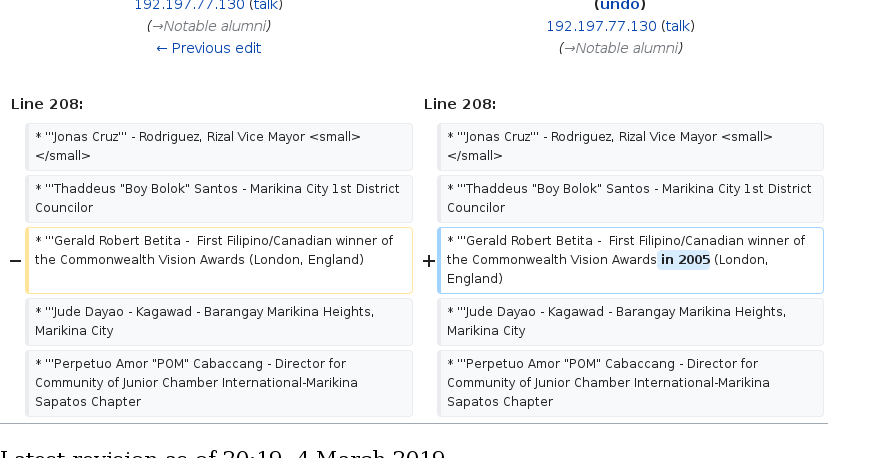 192.197.77.130 (talk)
(→Notable alumni)
← Previous edit
(undo)
192.197.77.130 (talk)
(→Notable alumni)
Line 208:
* '''Jonas Cruz''' - Rodriguez, Rizal Vice Mayor <small>
</small>
* '''Thaddeus "Boy Bolok" Santos - Marikina City 1st District
Councilor
− * '''Gerald Robert Betita -  First Filipino/Canadian winner of
the Commonwealth Vision Awards (London, England)
* '''Jude Dayao - Kagawad - Barangay Marikina Heights,
Marikina City
* '''Perpetuo Amor "POM" Cabaccang - Director for
Community of Junior Chamber International-Marikina
Sapatos Chapter
Line 208:
* '''Jonas Cruz''' - Rodriguez, Rizal Vice Mayor <small>
</small>
* '''Thaddeus "Boy Bolok" Santos - Marikina City 1st District
Councilor
+ * '''Gerald Robert Betita -  First Filipino/Canadian winner of
the Commonwealth Vision Awards in 2005 (London,
England)
* '''Jude Dayao - Kagawad - Barangay Marikina Heights,
Marikina City
* '''Perpetuo Amor "POM" Cabaccang - Director for
Community of Junior Chamber International-Marikina
Sapatos Chapter
Latest revision as of 20:19, 4 March 2019